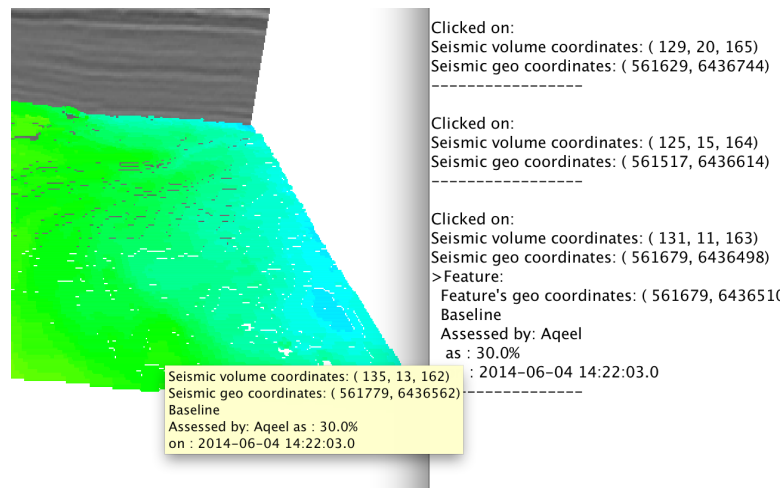 Clicked on:
Seismic volume coordinates: ( 129, 20, 165)
Seismic geo coordinates: ( 561629, 6436744)
-----------------
Clicked on:
Seismic volume coordinates: ( 125, 15, 164)
Seismic geo coordinates: ( 561517, 6436614)
-----------------
Clicked on:
Seismic volume coordinates: ( 131, 11, 163)
Seismic geo coordinates: ( 561679, 6436498)
>Feature:
Feature's geo coordinates: ( 561679, 6436510
Baseline
Assessed by: Aqeel
as : 30.0%
: 2014-06-04 14:22:03.0
-----------------
Seismic volume coordinates: ( 135, 13, 162)
Seismic geo coordinates: ( 561779, 6436562)
Baseline
Assessed by: Aqeel as : 30.0%
on : 2014-06-04 14:22:03.0